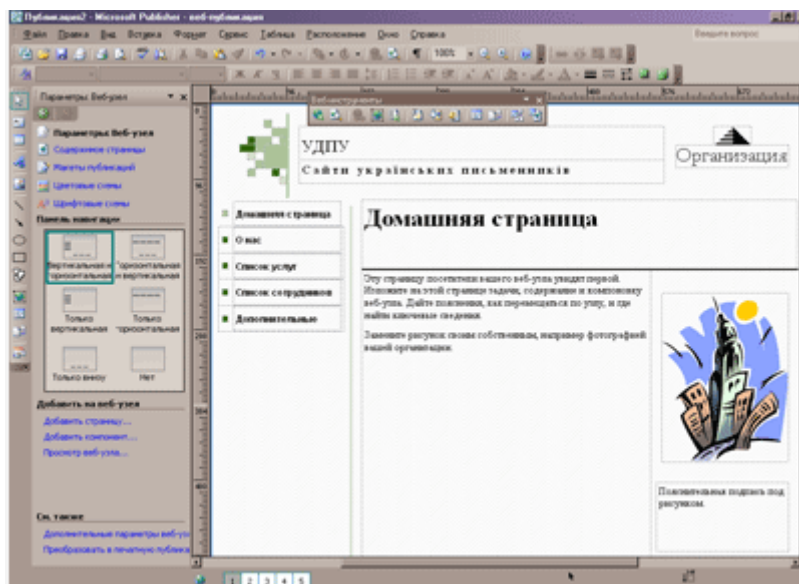 Публикация2 - Microsoft Publisher - веб-публикация
Файл Правка Вид Вставка Формат Сервис Таблица Расположение Окно Справка
Введите вопрос
100%
Параметры Веб-узел
Веб-инструменты
Параметры Веб-узла
Содержимое страницы
Макеты публикаций
Цветовые схемы
Шрифтовые схемы
Панель навигации
Вертикальная и горизонтальная
Горизонтальная и вертикальная
Только вертикальная
Только горизонтальная
Только внизу
Нет
Добавить на веб-узел
Добавить страницу...
Добавить компонент...
Просмотр веб-узла...
См. также
Дополнительные параметры веб-уз
Преобразовать в печатную публика
УДПУ
Сайти українських письменників
Организация
Домашняя страница
О нас
Список услуг
Список сотрудников
Дополнительные
Домашняя страница
Эту страницу посетители вашего веб-узла увидят первой.
Изложите на этой странице задачи, содержание и компоновку
веб-узла. Дайте пояснения, как перемещаться по узлу, и где
найти ключевые сведения.
Замените рисунок своим собственным, например фотографией
вашей организации.
Пояснительная подпись под
рисунком.
1 2 3 4 5